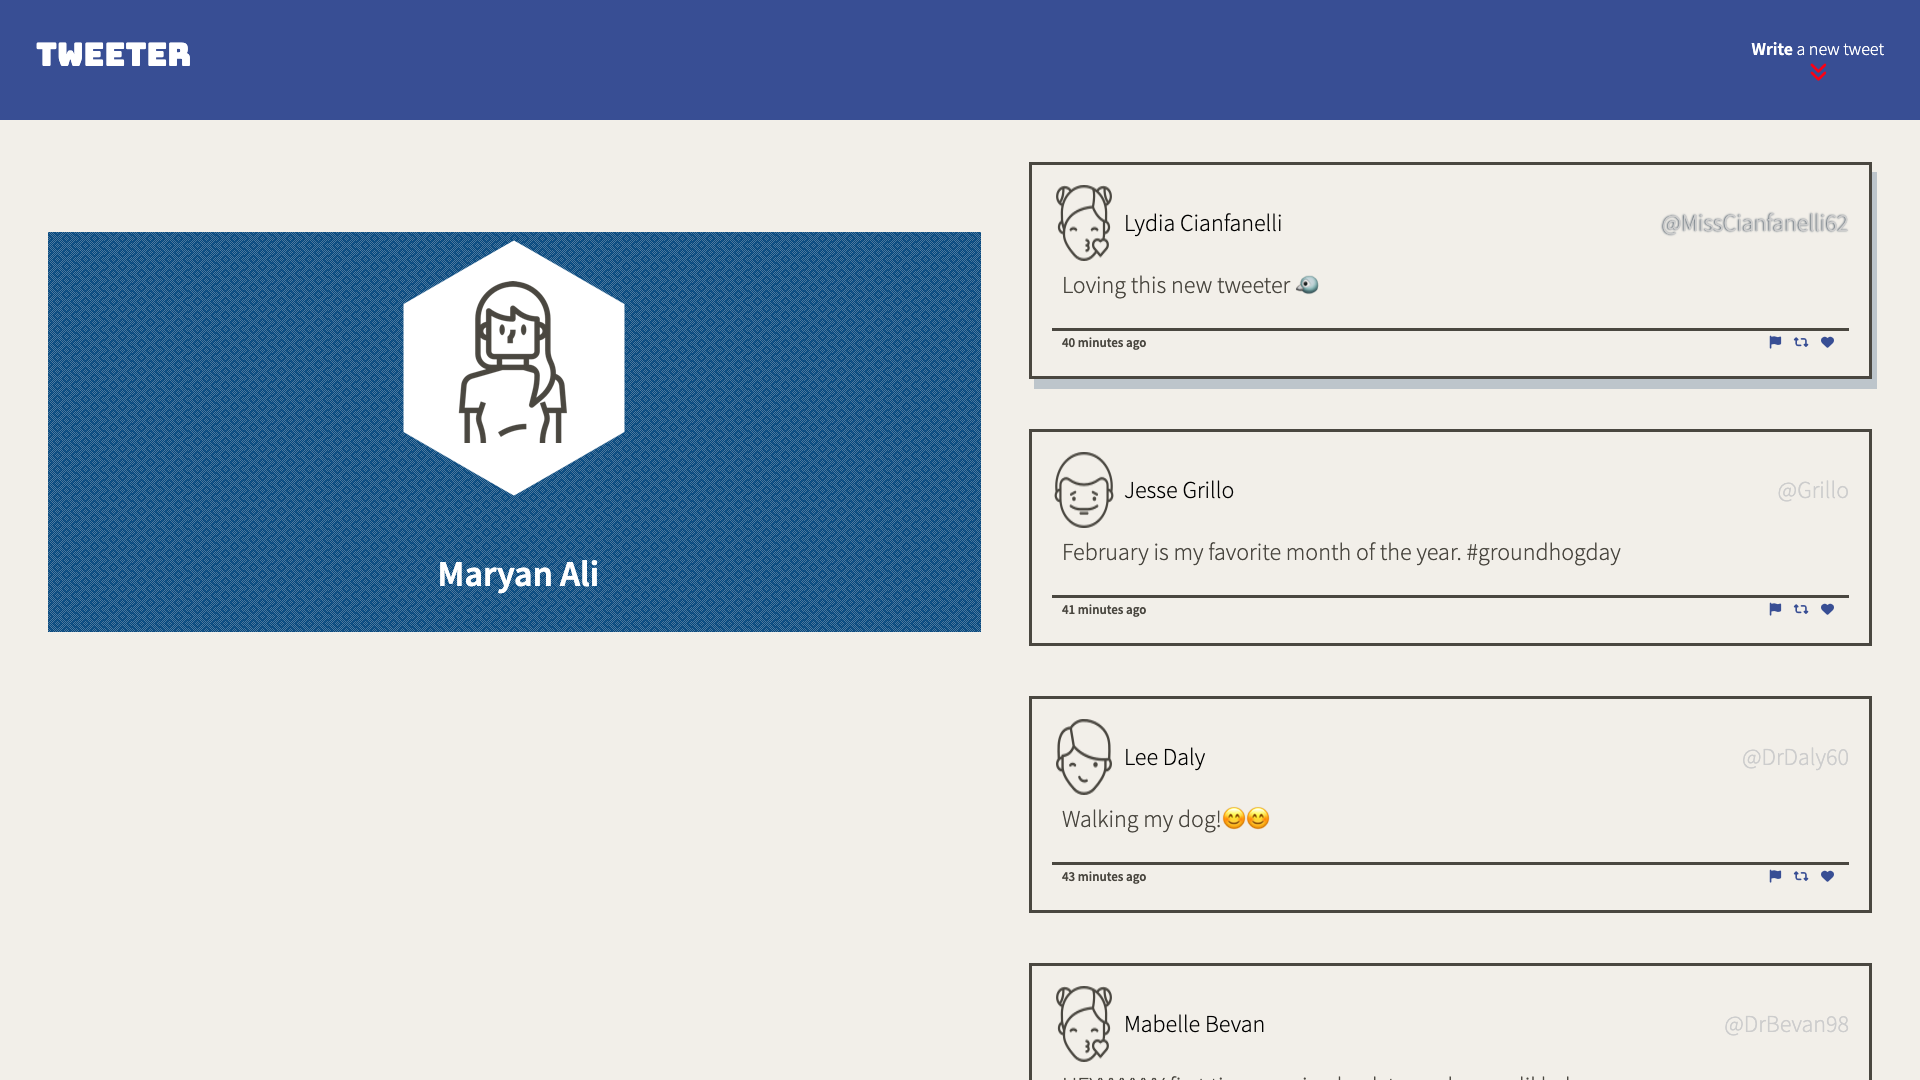 TWEETER
Write a new tweet
Maryan Ali
Lydia Cianfanelli
@MissCianfanelli62
Loving this new tweeter
40 minutes ago
Jesse Grillo
@Grillo
February is my favorite month of the year. #groundhogday
41 minutes ago
Lee Daly
@DrDaly60
Walking my dog!😊😊
43 minutes ago
Mabelle Bevan
@DrBevan98